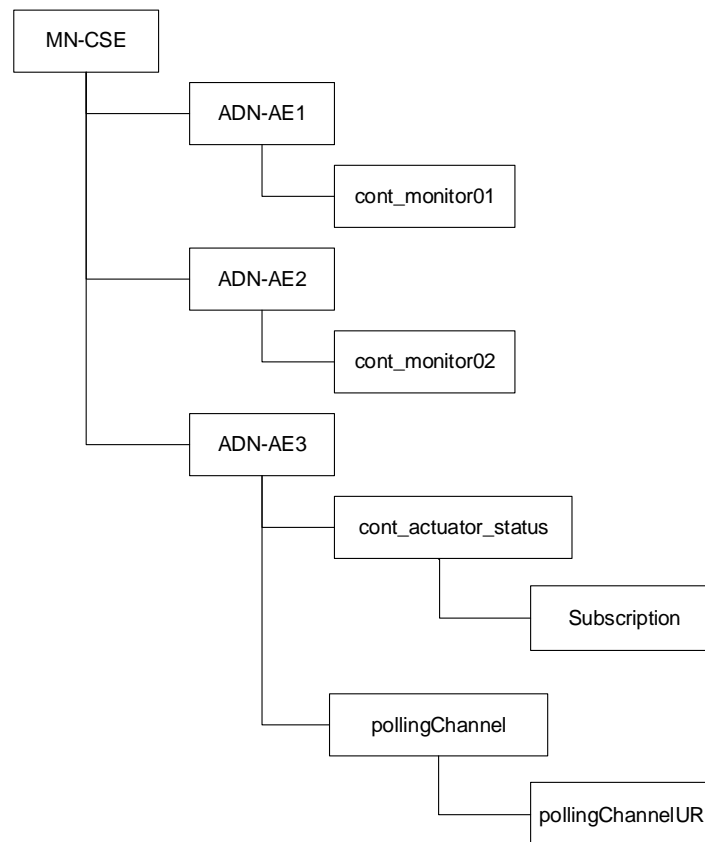 MN-CSE
ADN-AE1
cont_monitor01
ADN-AE2
cont_monitor02
ADN-AE3
cont_actuator_status
Subscription
pollingChannel
pollingChannelUR